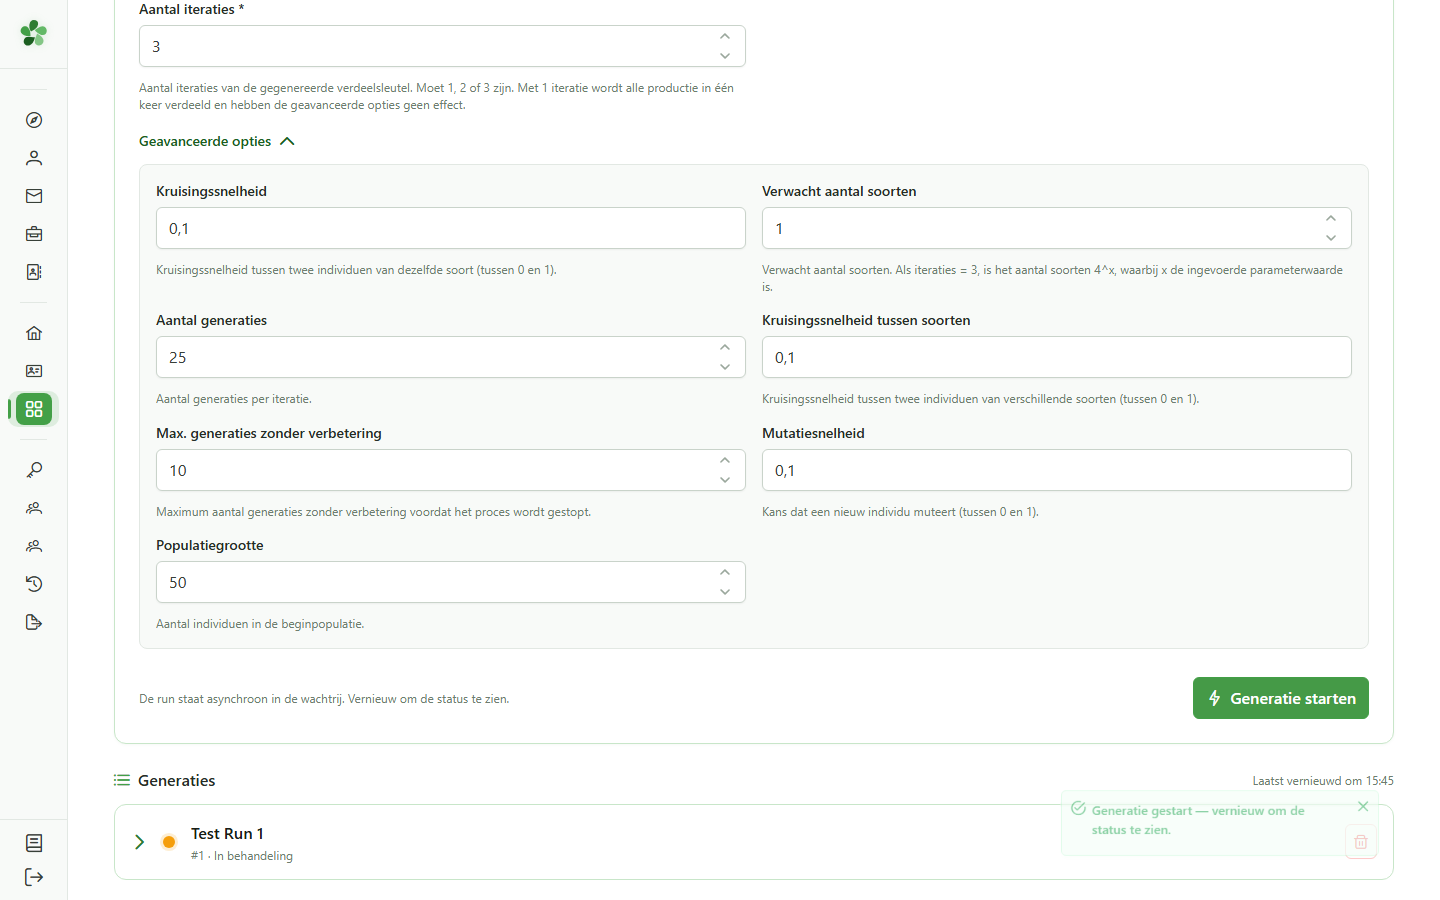 Aantal iteraties *
3
Aantal iteraties van de gegenereerde verdeelsleutel. Moet 1, 2 of 3 zijn. Met 1 iteratie wordt alle productie in één
keer verdeeld en hebben de geavanceerde opties geen effect.
Geavanceerde opties
Kruisingssnelheid
0,1
Kruisingssnelheid tussen twee individuen van dezelfde soort (tussen 0 en 1).
Verwacht aantal soorten
1
Verwacht aantal soorten. Als iteraties = 3, is het aantal soorten 4^x, waarbij x de ingevoerde parameterwaarde
is.
Aantal generaties
25
Aantal generaties per iteratie.
Kruisingssnelheid tussen soorten
0,1
Kruisingssnelheid tussen twee individuen van verschillende soorten (tussen 0 en 1).
Max. generaties zonder verbetering
10
Maximum aantal generaties zonder verbetering voordat het proces wordt gestopt.
Mutatiesnelheid
0,1
Kans dat een nieuw individu muteert (tussen 0 en 1).
Populatiegrootte
50
Aantal individuen in de beginpopulatie.
De run staat asynchroon in de wachtrij. Vernieuw om de status te zien.
Generatie starten
Generaties
Laatst vernieuwd om 15:45
Test Run 1
#1 · In behandeling
Generatie gestart — vernieuw om de
status te zien.